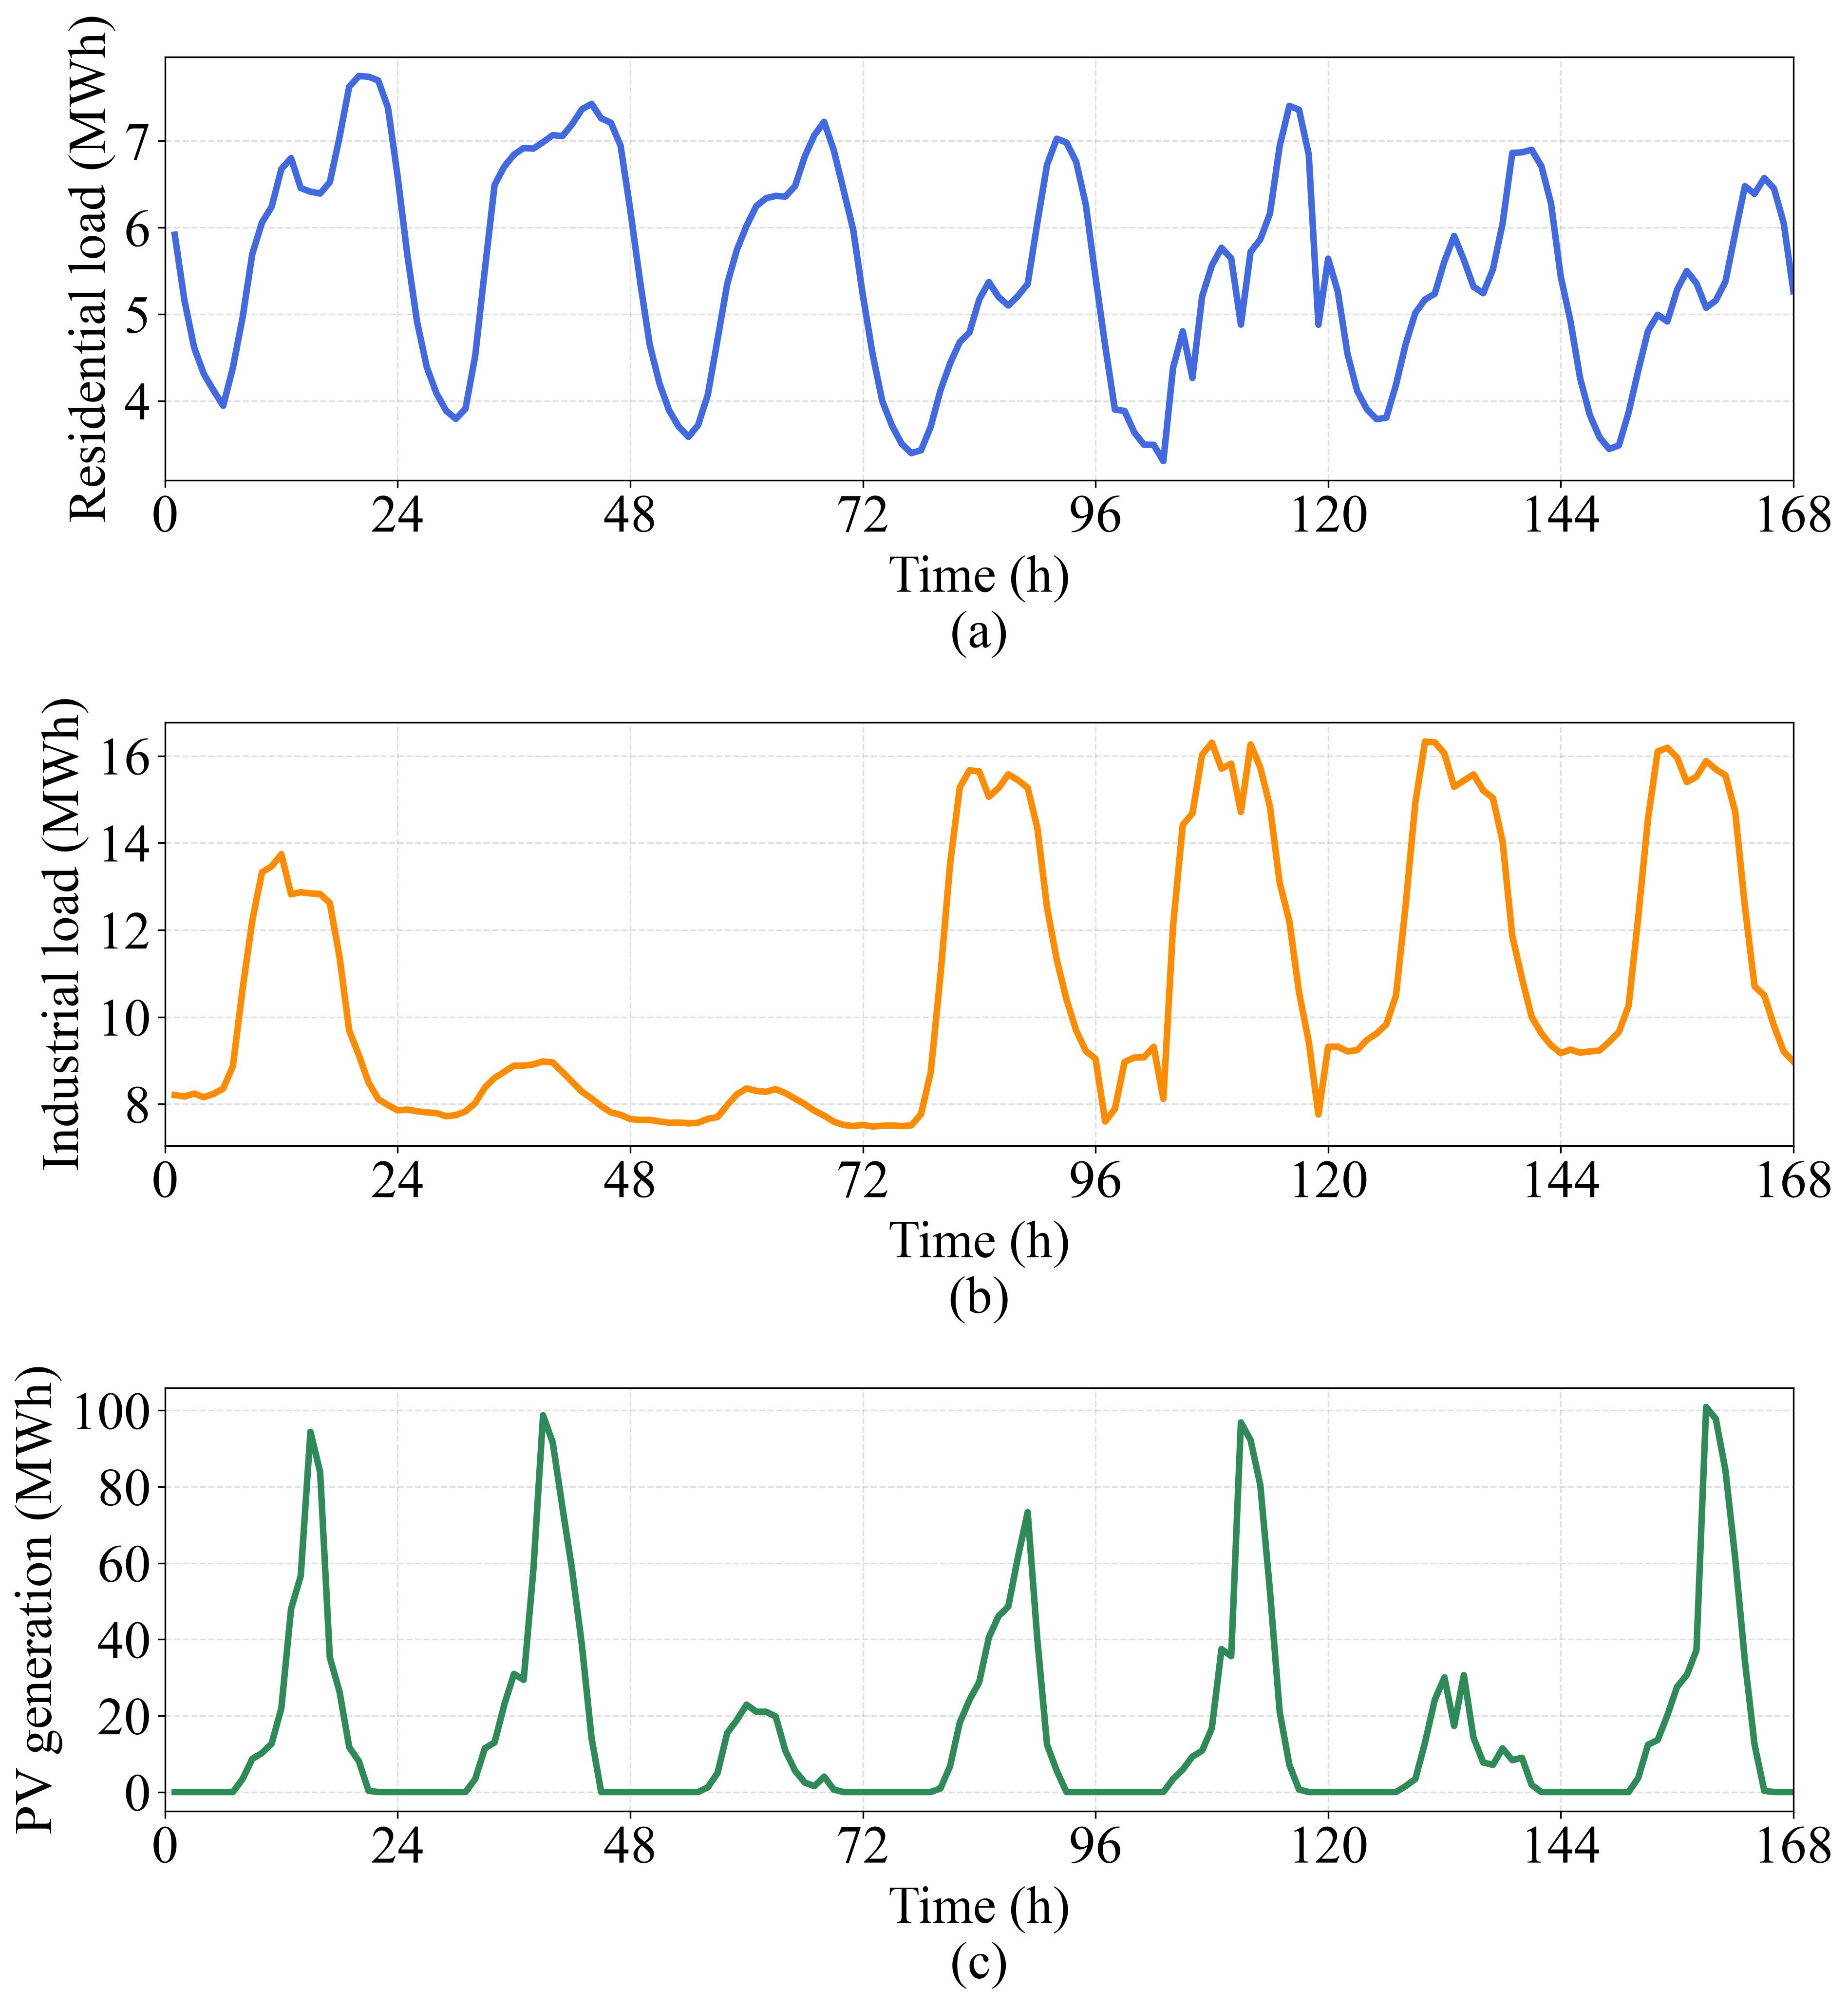 Residential load (MWh)
7
6
5
4
0 24 48 72 96 120 144 168
Time (h)
(a)
Industrial load (MWh)
16
14
12
10
8
0 24 48 72 96 120 144 168
Time (h)
(b)
PV generation (MWh)
100
80
60
40
20
0
0 24 48 72 96 120 144 168
Time (h)
(c)